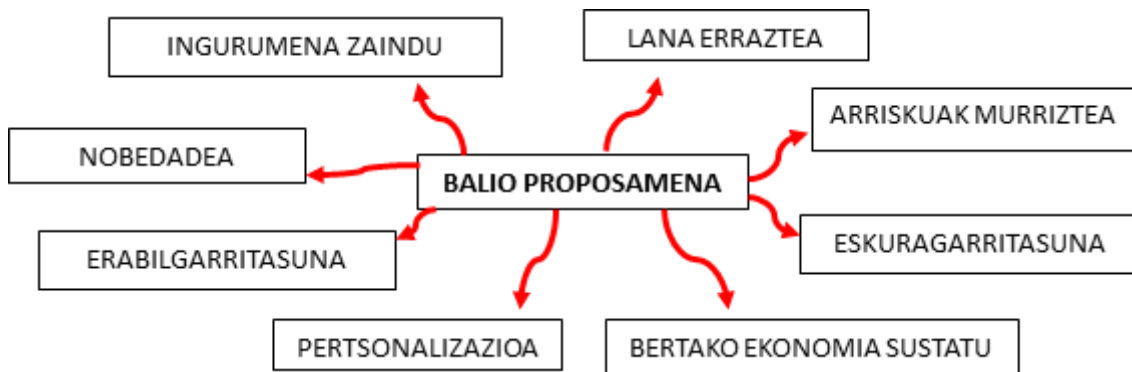 INGURUMENA ZAINDU
LANA ERRAZTEA
ARRISKUAK MURRIZTEA
NOBEDADEA
BALIO PROPOSAMENA
ERABILGARRITASUNA
ESKURAGARRITASUNA
PERTSONALIZAZIOA
BERTAKO EKONOMIA SUSTATU